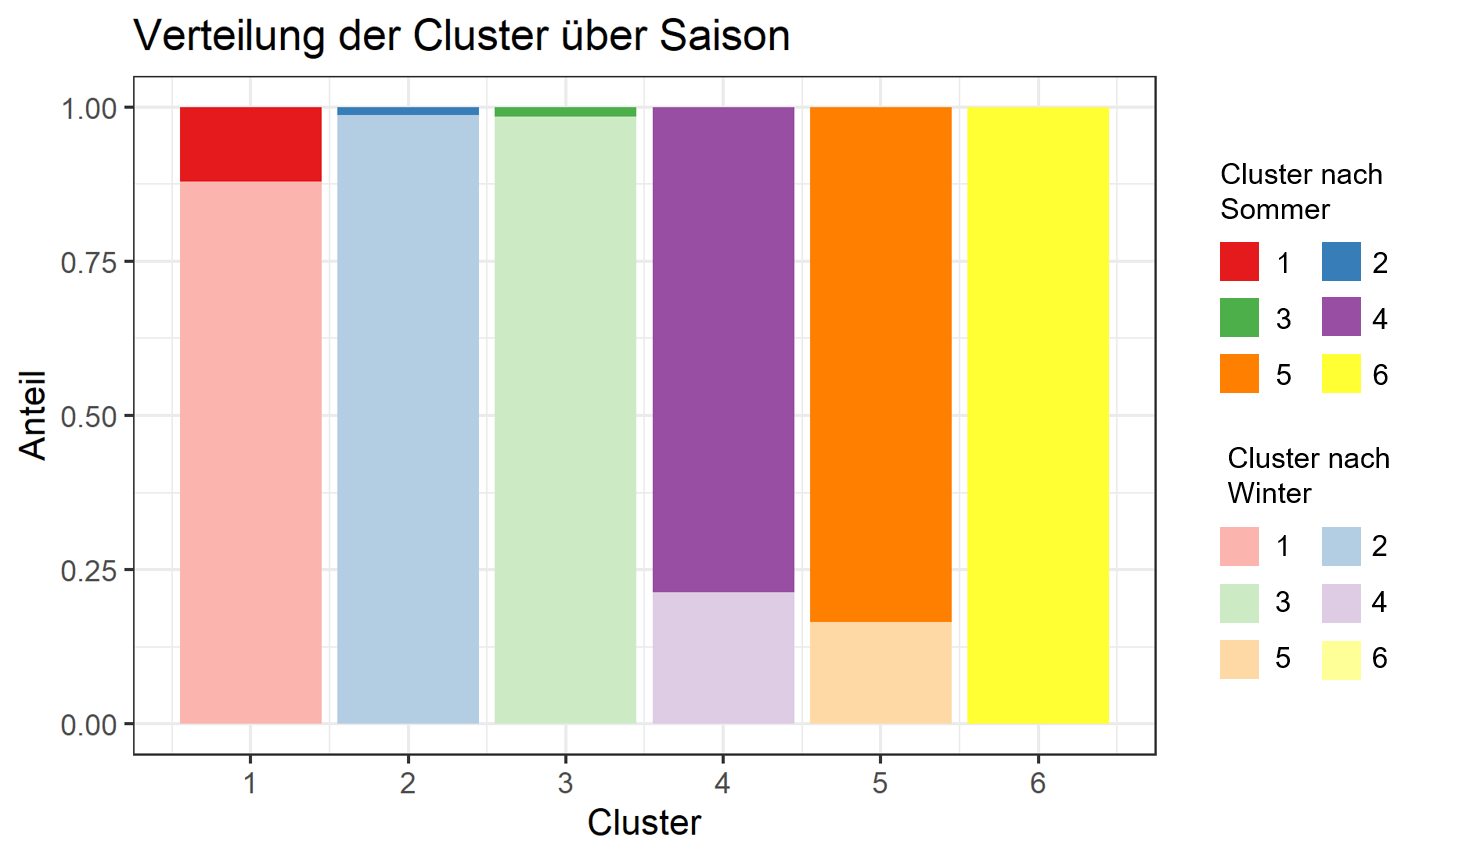 Verteilung der Cluster über Saison
1.00
0.75
0.50
0.25
0.00
Anteil
1 2 3 4 5 6
Cluster
Cluster nach
Sommer
1 2
3 4
5 6
Cluster nach
Winter
1 2
3 4
5 6